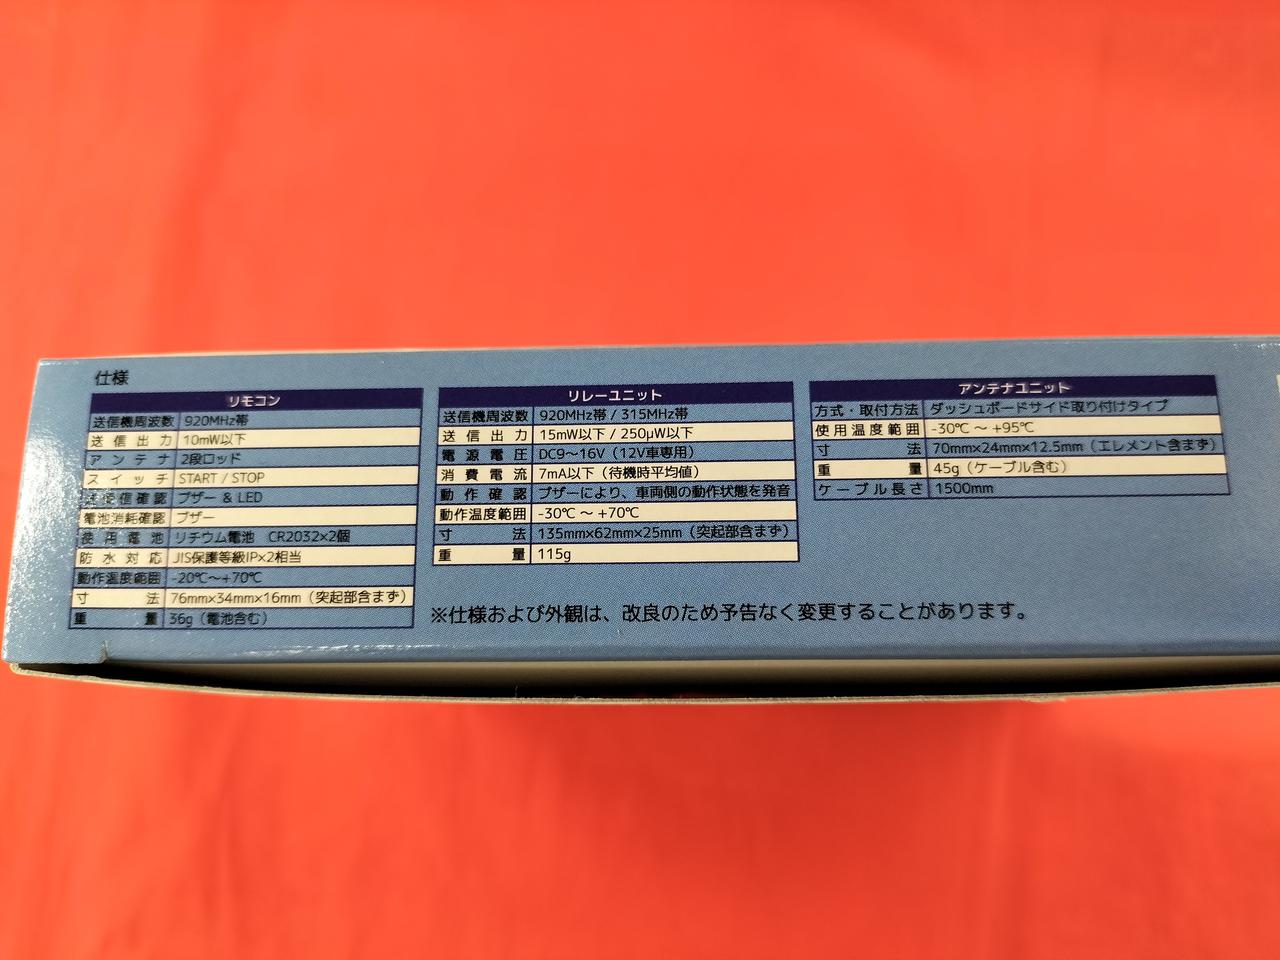 仕様
リモコン
送信機周波数 920MHz帯
送信出力 10mW以下
アンテナ 2段ロッド
スイッチ START / STOP
送受信確認 ブザー & LED
電池消耗確認 ブザー
使用電池 リチウム電池 CR2032×2個
防水対応 JIS保護等級IP×2相当
動作温度範囲 -20℃～+70℃
寸法 76mm×34mm×16mm（突起部含まず）
重量 36g（電池含む）
リレーユニット
送信機周波数 920MHz帯 / 315MHz帯
送信出力 15mW以下 / 250μW以下
電源電圧 DC9～16V（12V車専用）
消費電流 7mA以下（待機時平均値）
動作確認 ブザーにより、車両側の動作状態を発音
動作温度範囲 -30℃ ～ +70℃
寸法 135mm×62mm×25mm（突起部含まず）
重量 115g
アンテナユニット
方式・取付方法 ダッシュボードサイド取り付けタイプ
使用温度範囲 -30℃ ～ +95℃
寸法 70mm×24mm×12.5mm（エレメント含まず）
重量 45g（ケーブル含む）
ケーブル長さ 1500mm
※仕様および外観は、改良のため予告なく変更することがあります。